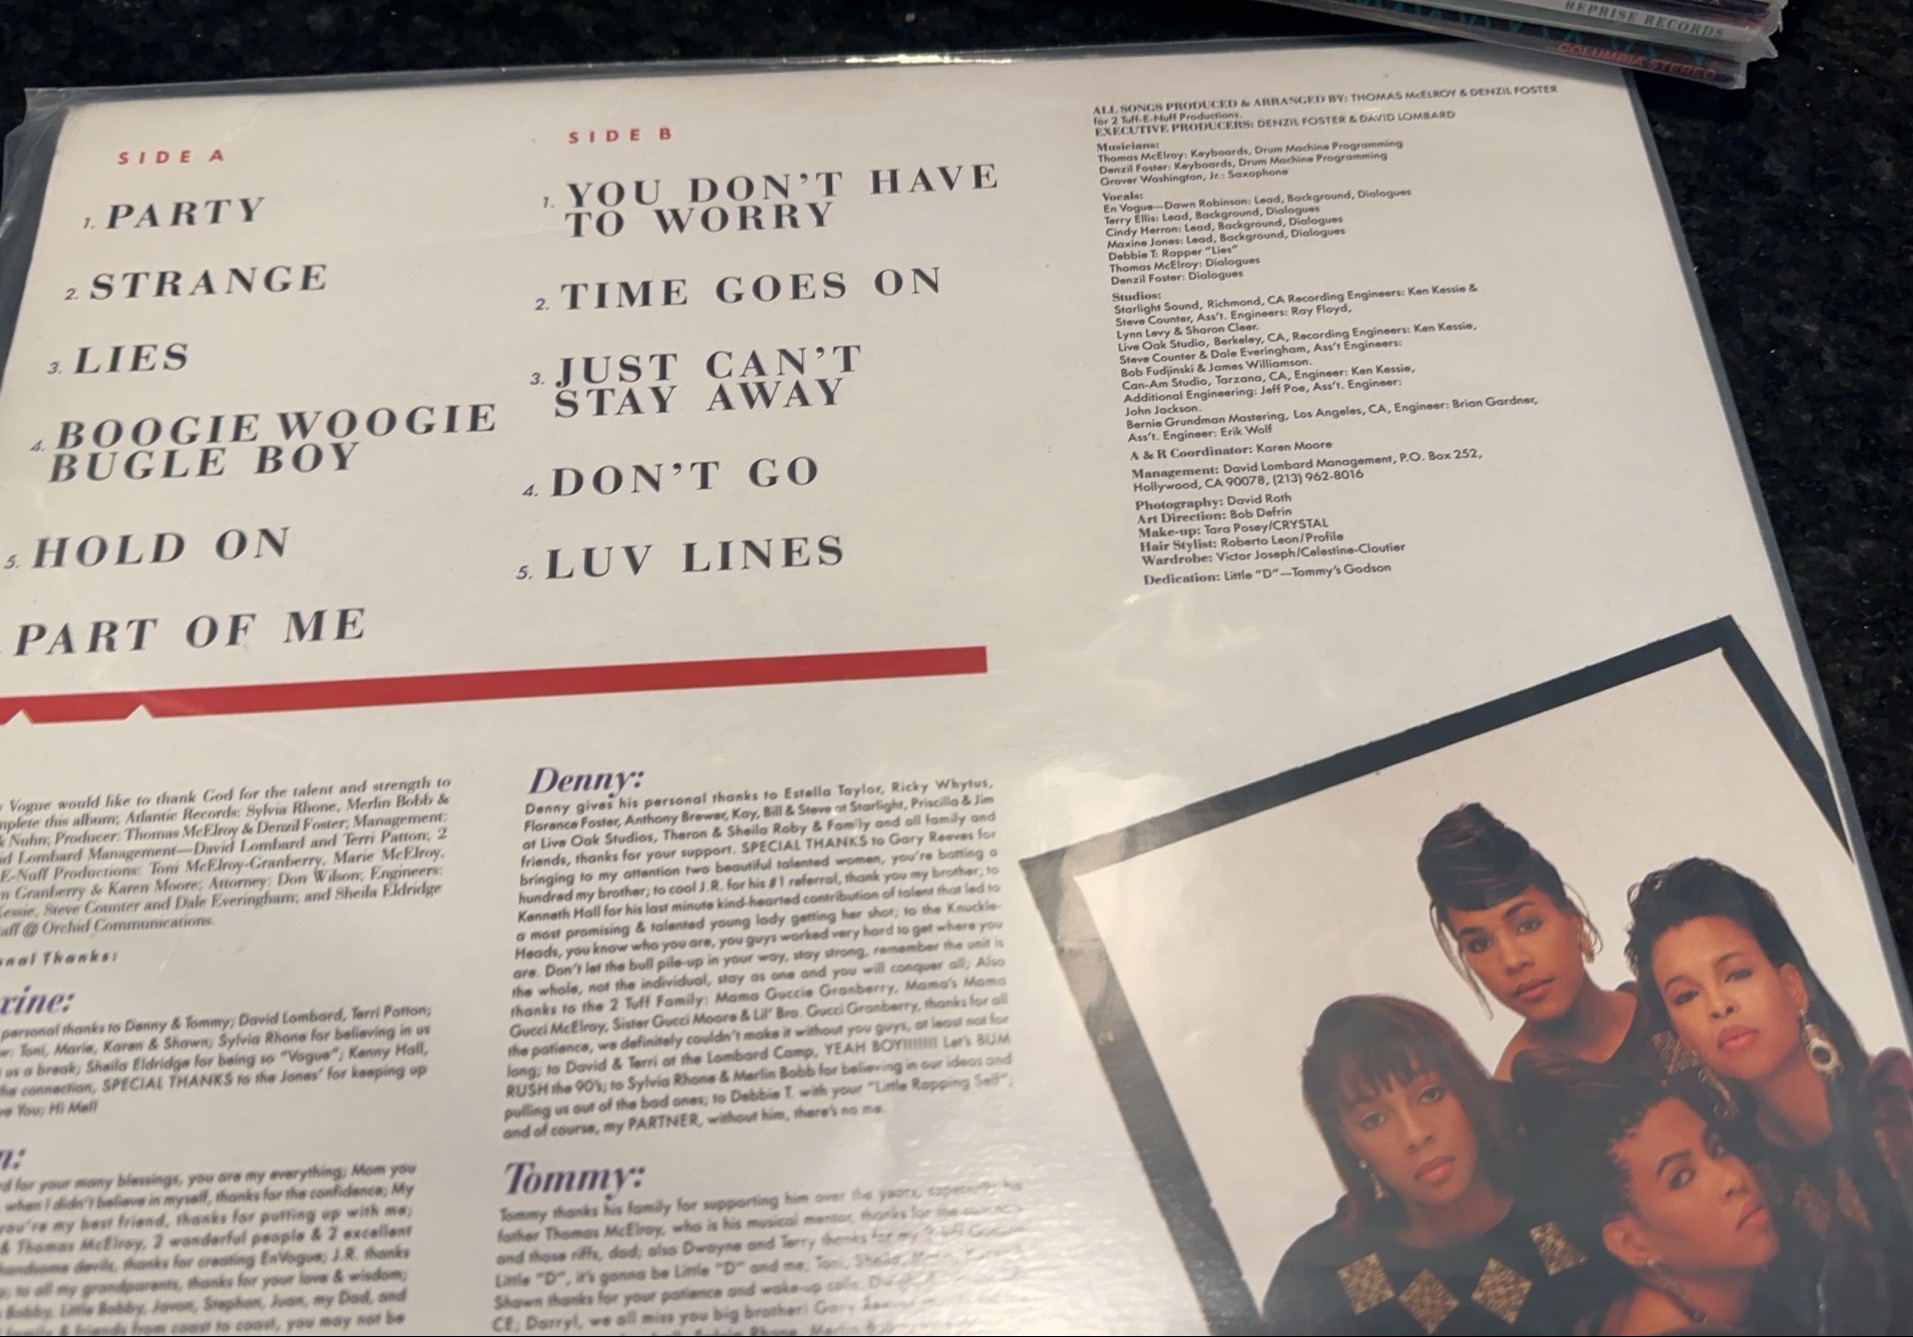 REPRISE RECORDS
COLUMBIA STEREO
SIDE A
1. PARTY
2. STRANGE
3. LIES
4. BOOGIE WOOGIE
BUGLE BOY
5. HOLD ON
PART OF ME
SIDE B
1. YOU DON'T HAVE
TO WORRY
2. TIME GOES ON
3. JUST CAN'T
STAY AWAY
4. DON'T GO
5. LUV LINES
ALL SONGS PRODUCED & ARRANGED BY: THOMAS McELROY & DENZIL FOSTER
for 2 Tuff-E-Nuff Productions.
EXECUTIVE PRODUCERS: DENZIL FOSTER & DAVID LOMBARD
Musicians:
Thomas McElroy: Keyboards, Drum Machine Programming
Denzil Foster: Keyboards, Drum Machine Programming
Grover Washington, Jr.: Saxophone
Vocals:
En Vogue—Dawn Robinson: Lead, Background, Dialogues
Terry Ellis: Lead, Background, Dialogues
Cindy Herron: Lead, Background, Dialogues
Maxine Jones: Lead, Background, Dialogues
Debbie T: Rapper "Lies"
Thomas McElroy: Dialogues
Denzil Foster: Dialogues
Studios:
Starlight Sound, Richmond, CA Recording Engineers: Ken Kessie &
Steve Counter, Ass't. Engineers: Ray Floyd,
Lynn Levy & Sharon Cleer.
Live Oak Studio, Berkeley, CA, Recording Engineers: Ken Kessie,
Steve Counter & Dale Everingham, Ass't Engineers:
Bob Fudjinski & James Williamson.
Can-Am Studio, Tarzana, CA, Engineer: Ken Kessie,
Additional Engineering: Jeff Poe, Ass't. Engineer:
John Jackson.
Bernie Grundman Mastering, Los Angeles, CA, Engineer: Brian Gardner,
Ass't. Engineer: Erik Wolf
A & R Coordinator: Karen Moore
Management: David Lombard Management, P.O. Box 252,
Hollywood, CA 90078, (213) 962-8016
Photography: David Roth
Art Direction: Bob Defrin
Make-up: Tara Posey/CRYSTAL
Hair Stylist: Roberto Leon/Profile
Wardrobe: Victor Joseph/Celestine-Cloutier
Dedication: Little "D"—Tommy's Godson
Vogue would like to thank God for the talent and strength to
mplete this album; Atlantic Records: Sylvia Rhone, Merlin Bobb &
Nuhn; Producer: Thomas McElroy & Denzil Foster; Management:
id Lombard Management—David Lombard and Terri Patton; 2
E-Nuff Productions: Toni McElroy-Granberry, Marie McElroy,
n Granberry & Karen Moore; Attorney: Don Wilson; Engineers:
Kessie, Steve Counter and Dale Everingham; and Sheila Eldridge
taff @ Orchid Communications.
nal Thanks:
xine:
personal thanks to Denny & Tommy; David Lombard, Terri Patton;
w: Toni, Marie, Karen & Shawn; Sylvia Rhone for believing in us
us a break; Sheila Eldridge for being so "Vogue"; Kenny Hall,
he connection, SPECIAL THANKS to the Jones' for keeping up
ve You; Hi Mell
n:
d for your many blessings, you are my everything; Mom you
when I didn't believe in myself, thanks for the confidence; My
you're my best friend, thanks for putting up with me;
& Thomas McElroy, 2 wonderful people & 2 excellent
handsome devils, thanks for creating EnVogue; J.R. thanks
to all my grandparents, thanks for your love & wisdom;
Bobby, Little Bobby, Javon, Stephon, Juan, my Dad, and
family & friends from coast to coast, you may not be
Denny:
Denny gives his personal thanks to Estella Taylor, Ricky Whytus,
Florence Foster, Anthony Brewer, Kay, Bill & Steve at Starlight, Priscilla & Jim
at Live Oak Studios, Theron & Sheila Roby & Family and all family and
friends, thanks for your support. SPECIAL THANKS to Gary Reeves for
bringing to my attention two beautiful talented women, you're batting a
hundred my brother; to cool J.R. for his #1 referral, thank you my brother; to
Kenneth Hall for his last minute kind-hearted contribution of talent that led to
a most promising & talented young lady getting her shot; to the Knuckle-
Heads, you know who you are, you guys worked very hard to get where you
are. Don't let the bull pile-up in your way, stay strong, remember the unit is
the whole, not the individual, stay as one and you will conquer all; Also
thanks to the 2 Tuff Family: Mama Guccie Granberry, Mama's Mama
Gucci McElroy, Sister Gucci Moore & Lil' Bro. Gucci Granberry, thanks for all
the patience, we definitely couldn't make it without you guys, at least not for
long; to David & Terri at the Lombard Camp, YEAH BOY!!!!!!! Let's BUM
RUSH the 90's; to Sylvia Rhone & Merlin Bobb for believing in our ideas and
pulling us out of the bad ones; to Debbie T. with your "Little Rapping Self";
and of course, my PARTNER, without him, there's no me.
Tommy:
Tommy thanks his family for supporting him over the years, especially his
father Thomas McElroy, who is his musical mentor, thanks for the
and those riffs, dad; also Dwayne and Terry thanks for my
Little "D", it's gonna be Little "D" and me; Toni, Sheila,
Shawn thanks for your patience and wake-up calls,
CE; Darryl, we all miss you big brother! Gary
Rhone,